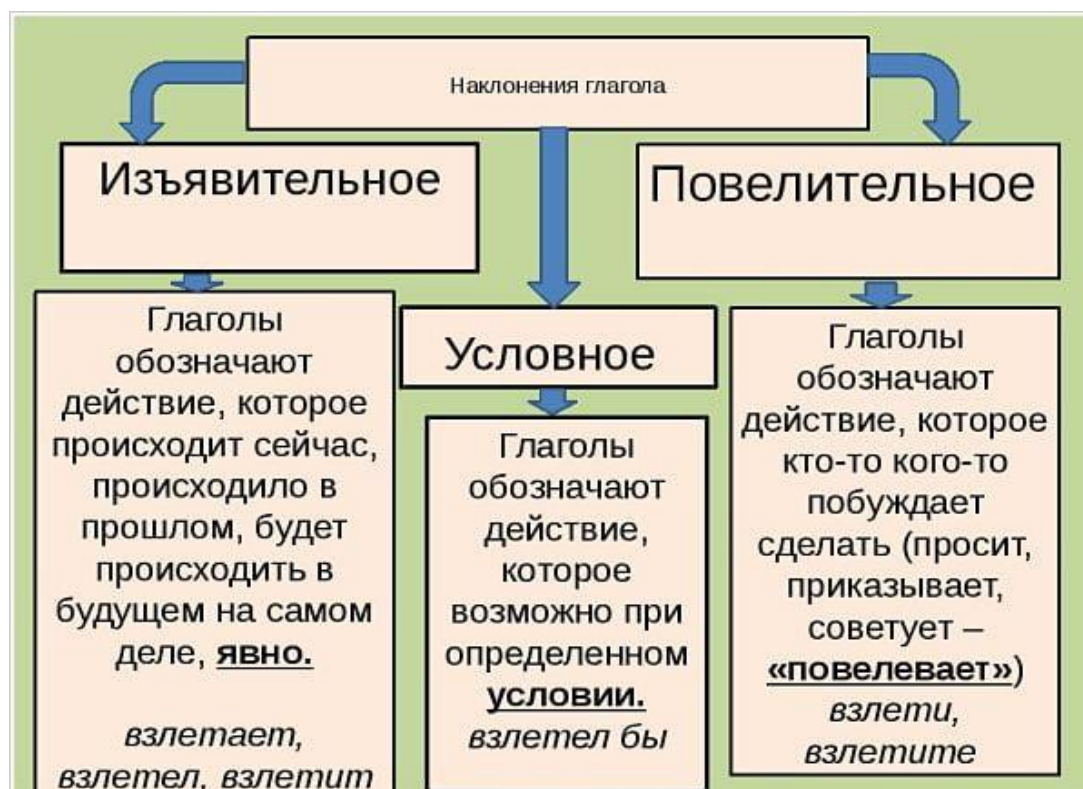 Наклонения глагола
Изъявительное
Повелительное
Условное
Глаголы
обозначают
действие, которое
происходит сейчас,
происходило в
прошлом, будет
происходить в
будущем на самом
деле, явно.
взлетает,
взлетел, взлетит
Глаголы
обозначают
действие,
которое
возможно при
определенном
условии.
взлетел бы
Глаголы
обозначают
действие, которое
кто-то кого-то
побуждает
сделать (просит,
приказывает,
советует –
«повелевает»)
взлети,
взлетите